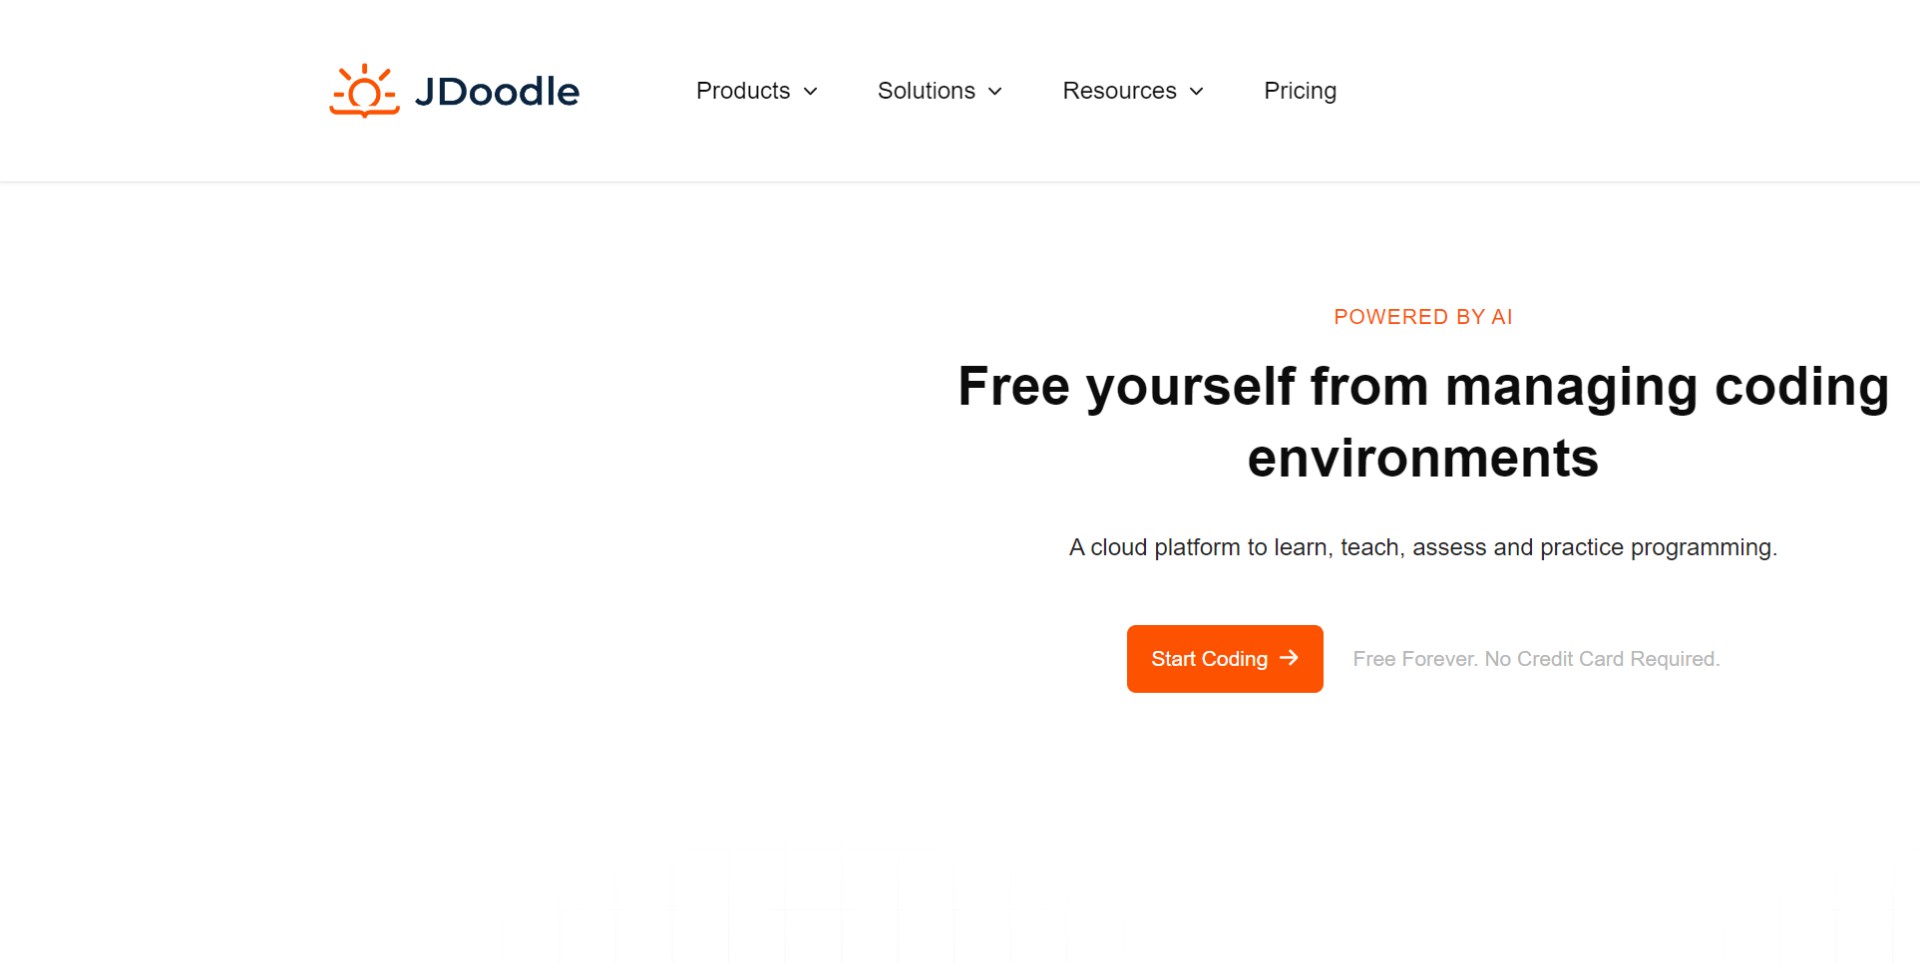 JDoodle
Products
Solutions
Resources
Pricing
POWERED BY AI
Free yourself from managing coding
environments
A cloud platform to learn, teach, assess and practice programming.
Start Coding →
Free Forever. No Credit Card Required.